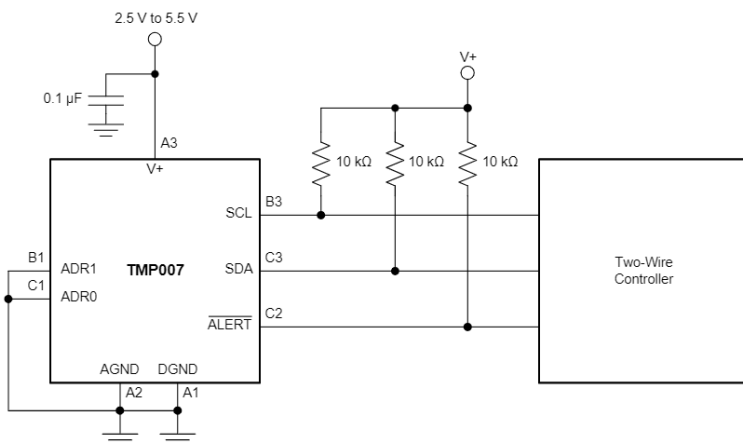 2.5 V to 5.5 V
V+
0.1 µF
A3
V+
10 kΩ
10 kΩ
10 kΩ
B3
SCL
B1
ADR1
TMP007
C3
SDA
Two-Wire
Controller
C1
ADR0
C2
ALERT
AGND
DGND
A2
A1